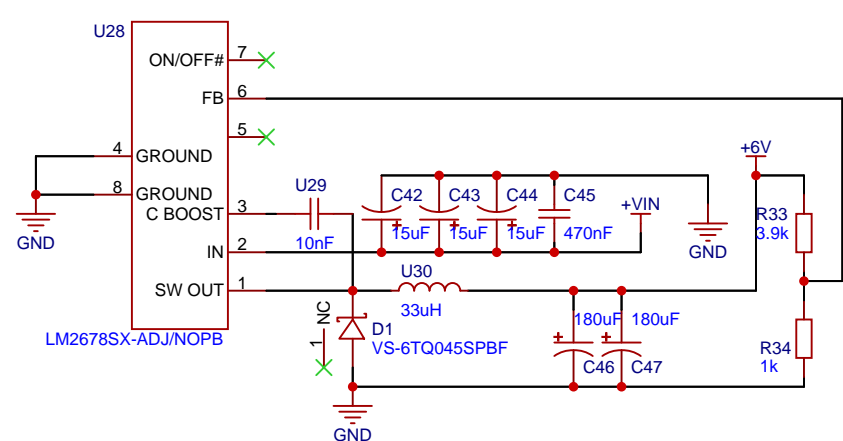 U28
7
ON/OFF#
6
FB
5
4
GROUND
+6V
8
GROUND
U29
C42
C43
C44
C45
+VIN
3
C BOOST
R33
3.9k
15uF
15uF
15uF
470nF
GND
10nF
2
IN
GND
U30
1
SW OUT
33uH
NC
1
180uF
180uF
D1
VS-6TQ045SPBF
LM2678SX-ADJ/NOPB
R34
1k
C46
C47
GND